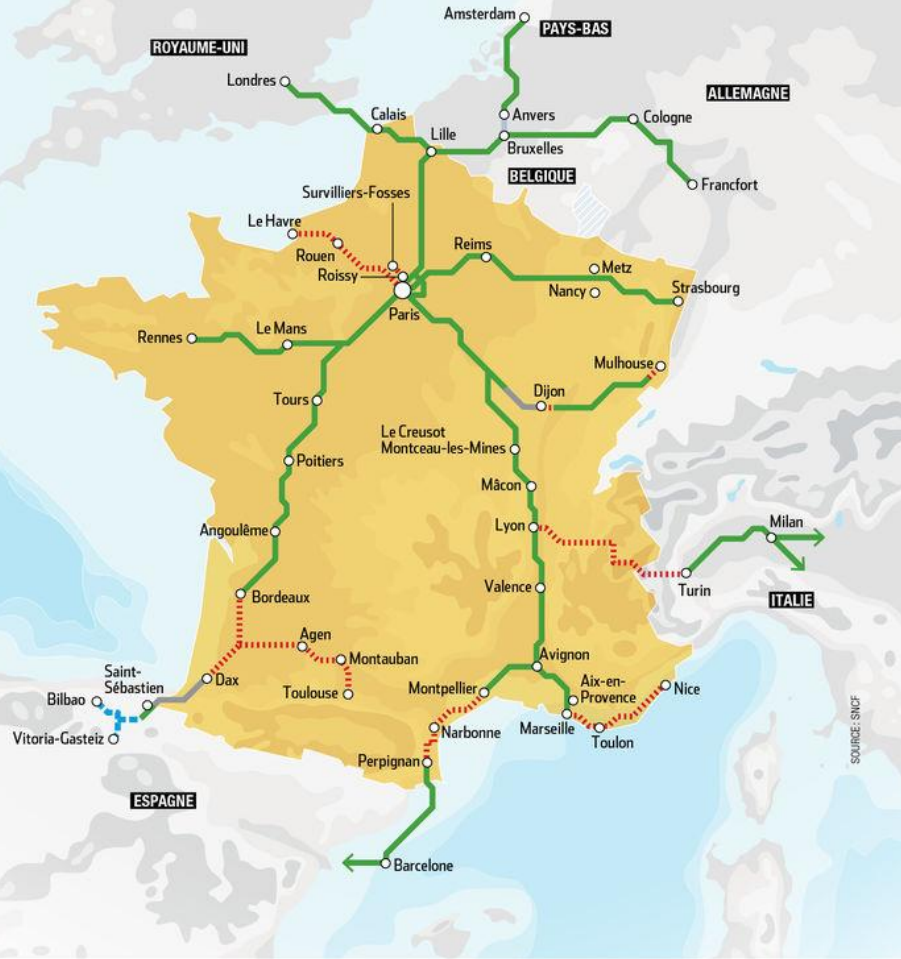 Amsterdam
PAYS-BAS
ROYAUME-UNI
Londres
ALLEMAGNE
Calais
Anvers
Cologne
Lille
Bruxelles
BELGIQUE
Francfort
Survilliers-Fosses
Le Havre
Rouen
Reims
Roissy
Metz
Nancy
Strasbourg
Paris
Rennes
Le Mans
Mulhouse
Dijon
Tours
Le Creusot
Montceau-les-Mines
Poitiers
Mâcon
Angoulême
Lyon
Milan
Valence
Turin
Bordeaux
ITALIE
Agen
Montauban
Avignon
Saint-
Sébastien
Dax
Toulouse
Montpellier
Aix-en-
Provence
Nice
Bilbao
Vitoria-Gasteiz
Narbonne
Marseille
Toulon
Perpignan
SOURCE: SNCF
ESPAGNE
Barcelone